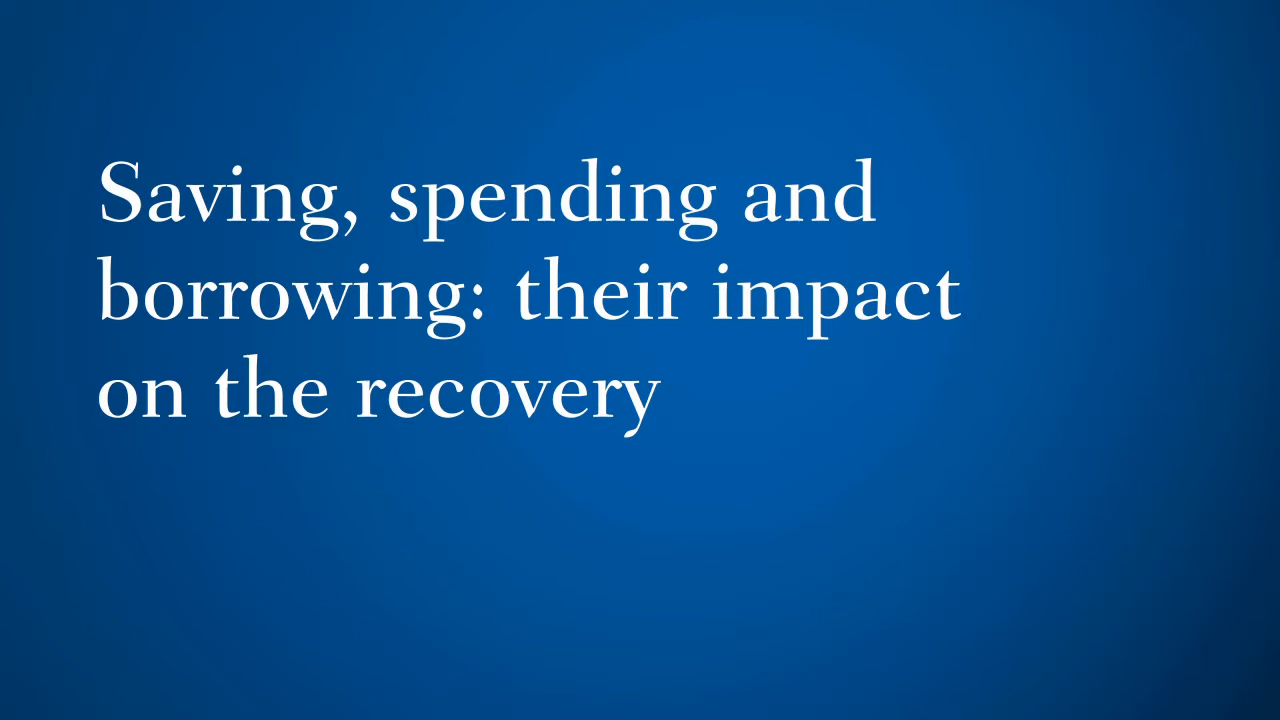 Saving, spending and
borrowing: their impact
on the recovery